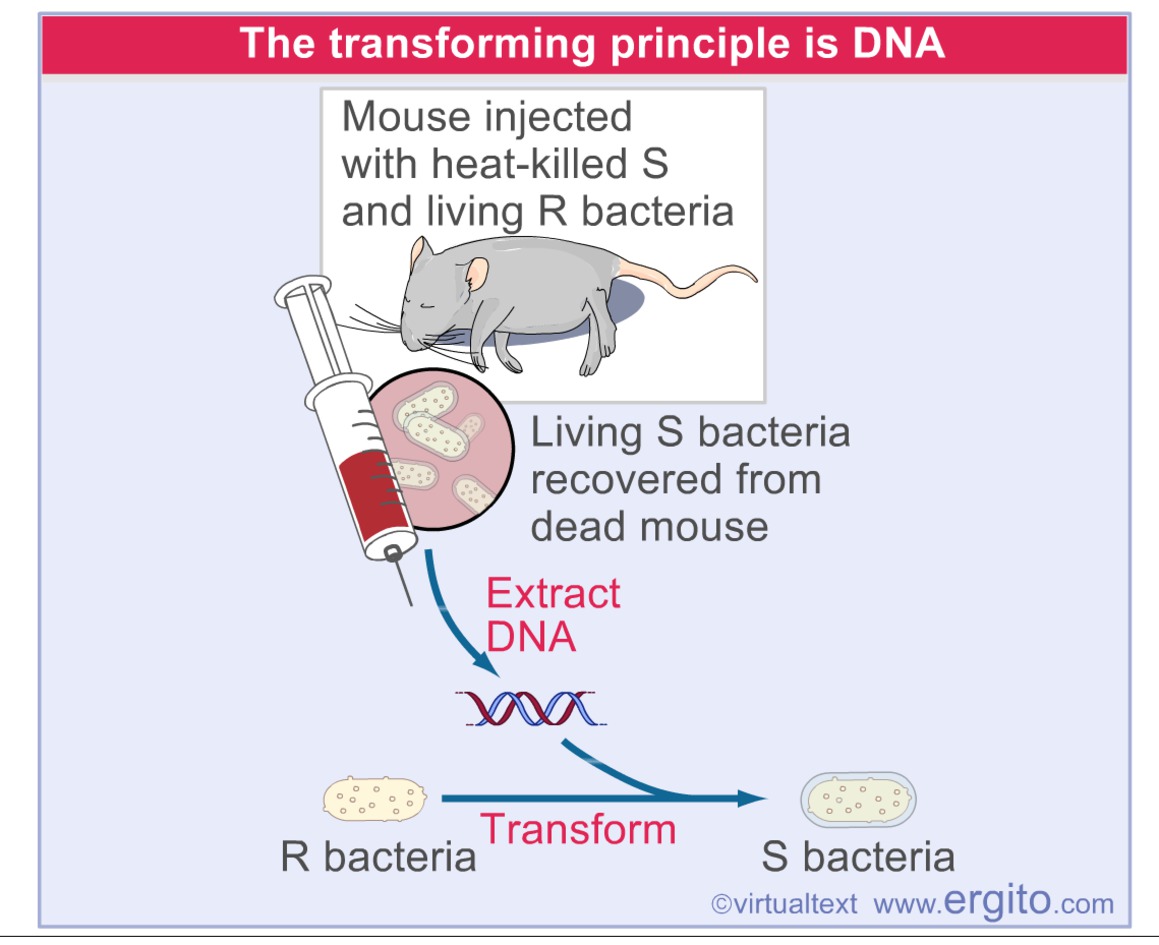 The transforming principle is DNA
Mouse injected
with heat-killed S
and living R bacteria
Living S bacteria
recovered from
dead mouse
Extract
DNA
Transform
R bacteria
S bacteria
©virtualtext www.ergito.com